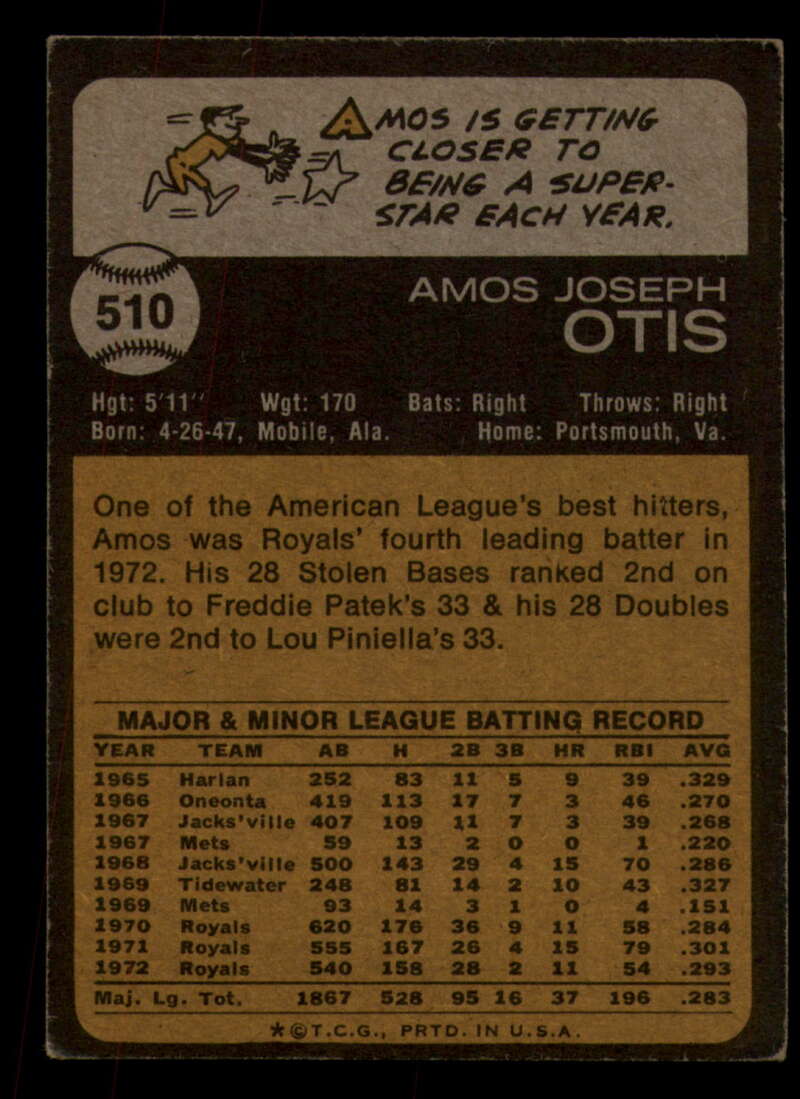 AMOS IS GETTING
CLOSER TO
BEING A SUPER-
STAR EACH YEAR.
510
AMOS JOSEPH
OTIS
Hgt: 5'11" Wgt: 170 Bats: Right Throws: Right
Born: 4-26-47, Mobile, Ala. Home: Portsmouth, Va.
One of the American League's best hitters,
Amos was Royals' fourth leading batter in
1972. His 28 Stolen Bases ranked 2nd on
club to Freddie Patek's 33 & his 28 Doubles
were 2nd to Lou Piniella's 33.
MAJOR & MINOR LEAGUE BATTING RECORD
YEAR TEAM AB H 2B 3B HR RBI AVG
1965 Harlan 252 83 11 5 9 39 .329
1966 Oneonta 419 113 17 7 3 46 .270
1967 Jacks'ville 407 109 11 7 3 39 .268
1967 Mets 59 13 2 0 0 1 .220
1968 Jacks'ville 500 143 29 4 15 70 .286
1969 Tidewater 248 81 14 2 10 43 .327
1969 Mets 93 14 3 1 0 4 .151
1970 Royals 620 176 36 9 11 58 .284
1971 Royals 555 167 26 4 15 79 .301
1972 Royals 540 158 28 2 11 54 .293
Maj. Lg. Tot. 1867 528 95 16 37 196 .283
*©T.C.G., PRTD. IN U.S.A.